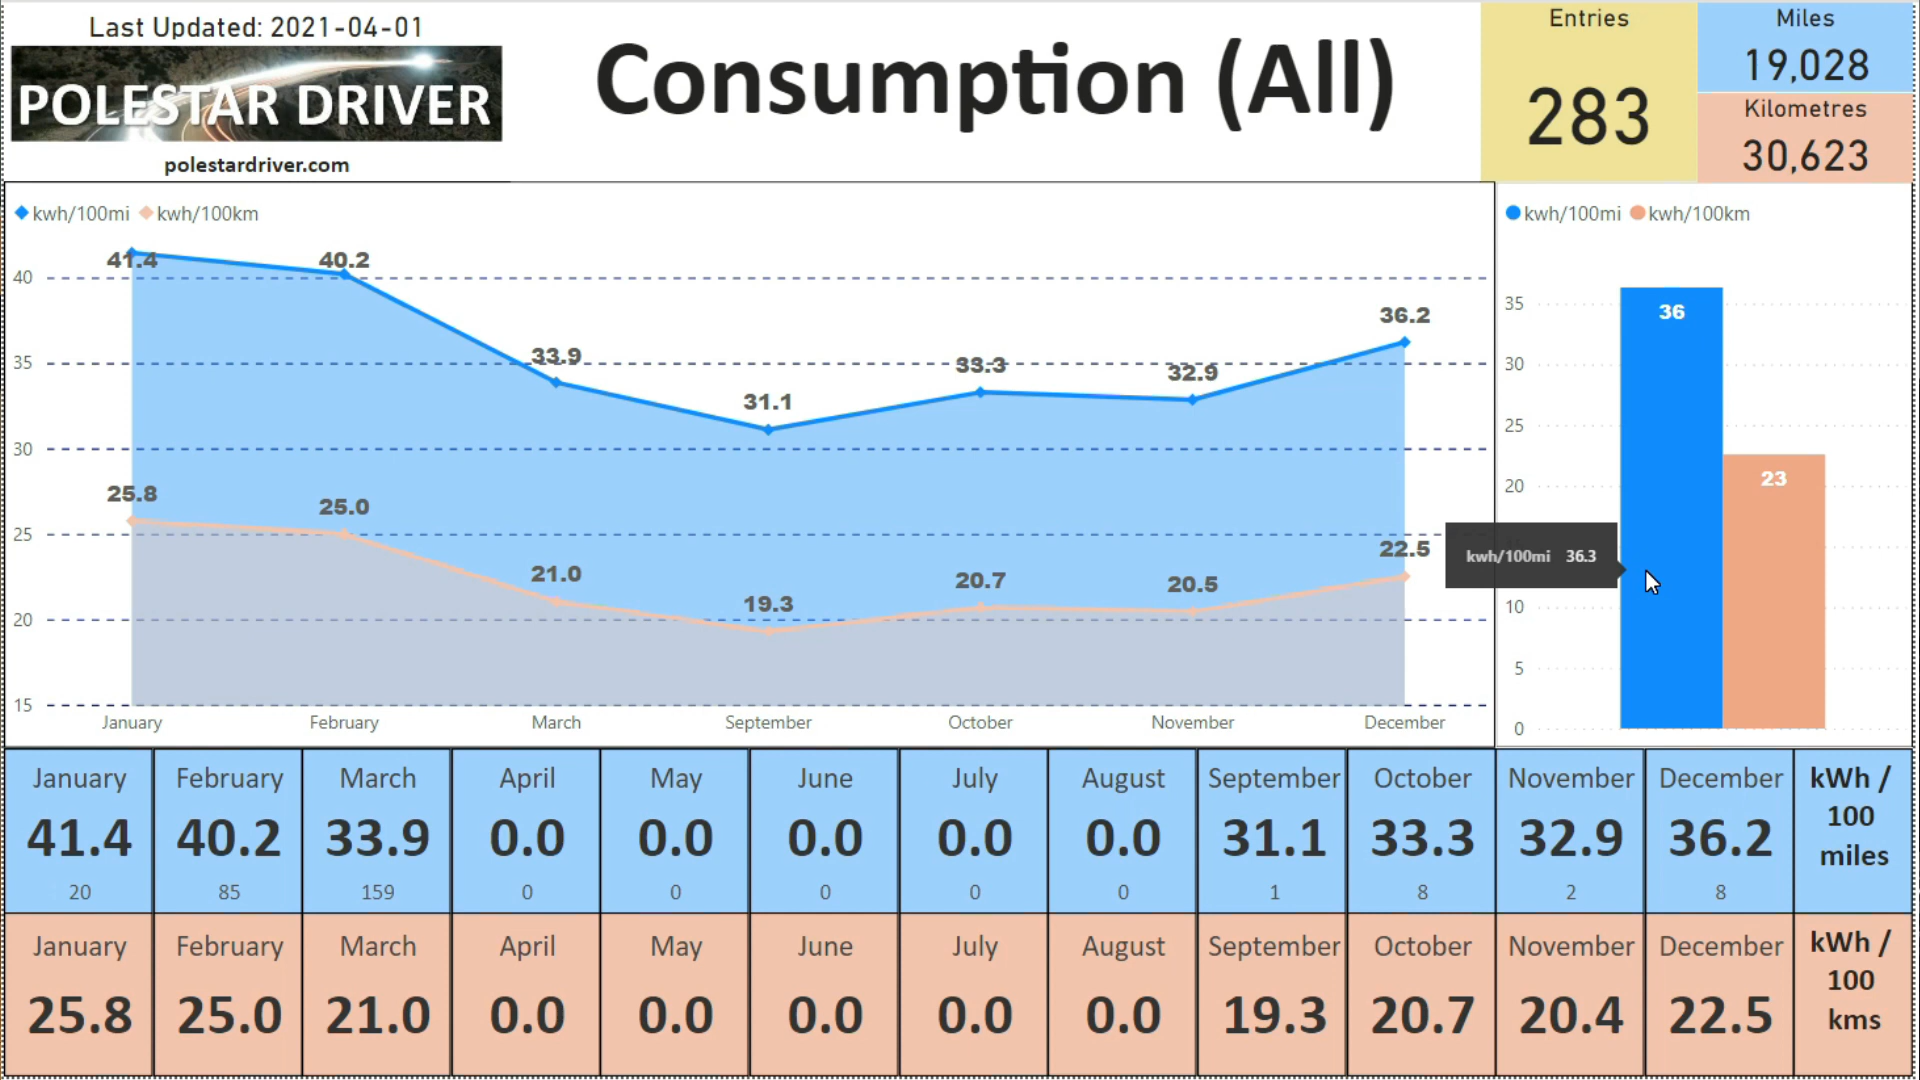 Last Updated: 2021-04-01
POLESTAR DRIVER
polestardriver.com
Consumption (All)
Entries
283
Miles
19,028
Kilometres
30,623
kwh/100mi kwh/100km
40
35
30
25
20
15
41.4
40.2
33.9
31.1
33.3
32.9
36.2
25.8
25.0
21.0
19.3
20.7
20.5
22.5
January February March September October November December
kwh/100mi kwh/100km
35
30
25
20
10
5
0
36
23
kwh/100mi 36.3
January February March April May June July August September October November December kWh / 100 miles
41.4 40.2 33.9 0.0 0.0 0.0 0.0 0.0 31.1 33.3 32.9 36.2
20 85 159 0 0 0 0 0 1 8 2 8
January February March April May June July August September October November December kWh / 100 kms
25.8 25.0 21.0 0.0 0.0 0.0 0.0 0.0 19.3 20.7 20.4 22.5